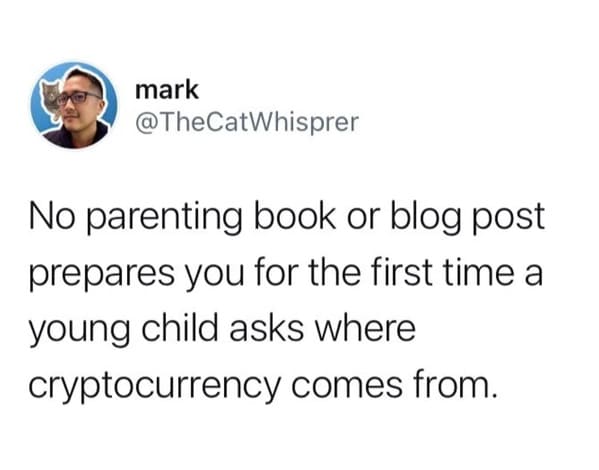 mark
@TheCatWhisprer
No parenting book or blog post
prepares you for the first time a
young child asks where
cryptocurrency comes from.